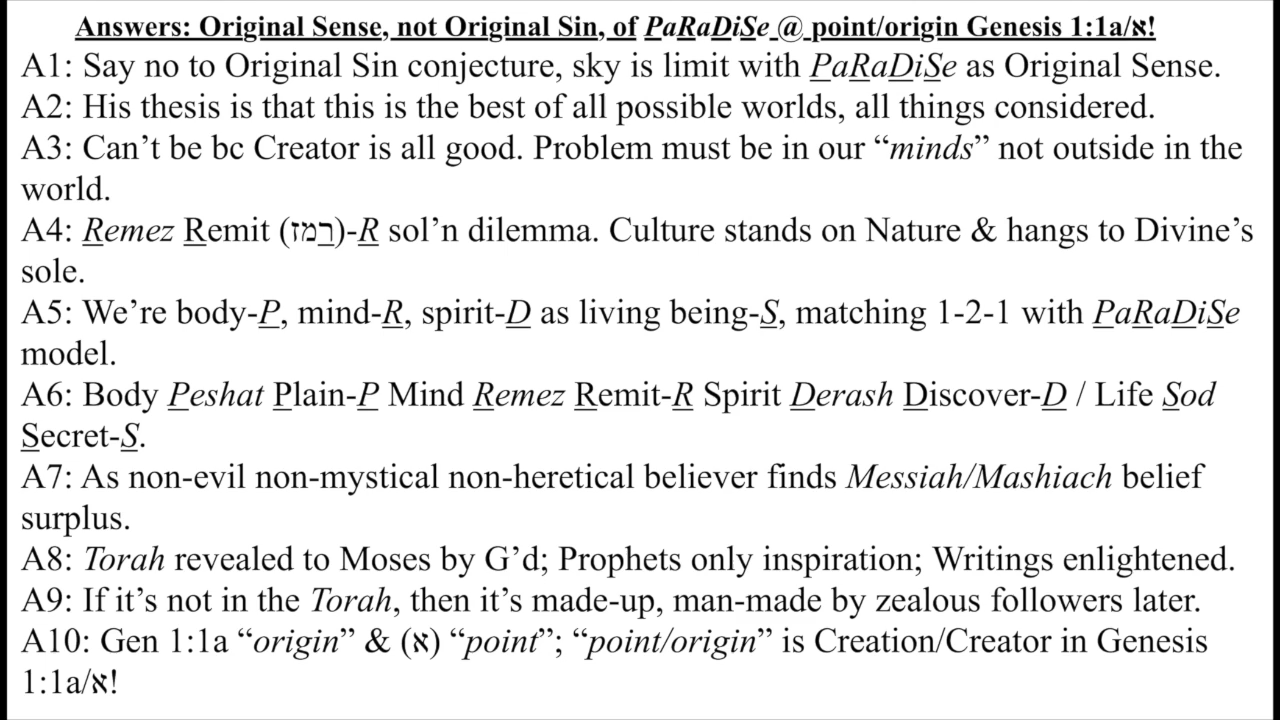 Answers: Original Sense, not Original Sin, of PaRaDiSe @ point/origin Genesis 1:1a/א!
A1: Say no to Original Sin conjecture, sky is limit with PaRaDiSe as Original Sense.
A2: His thesis is that this is the best of all possible worlds, all things considered.
A3: Can’t be bc Creator is all good. Problem must be in our “minds” not outside in the
world.
A4: Remez Remit (רמז)-R sol’n dilemma. Culture stands on Nature & hangs to Divine’s
sole.
A5: We’re body-P, mind-R, spirit-D as living being-S, matching 1-2-1 with PaRaDiSe
model.
A6: Body Peshat Plain-P Mind Remez Remit-R Spirit Derash Discover-D / Life Sod
Secret-S.
A7: As non-evil non-mystical non-heretical believer finds Messiah/Mashiach belief
surplus.
A8: Torah revealed to Moses by G’d; Prophets only inspiration; Writings enlightened.
A9: If it’s not in the Torah, then it’s made-up, man-made by zealous followers later.
A10: Gen 1:1a “origin” & (א) “point”; “point/origin” is Creation/Creator in Genesis
1:1a/א!